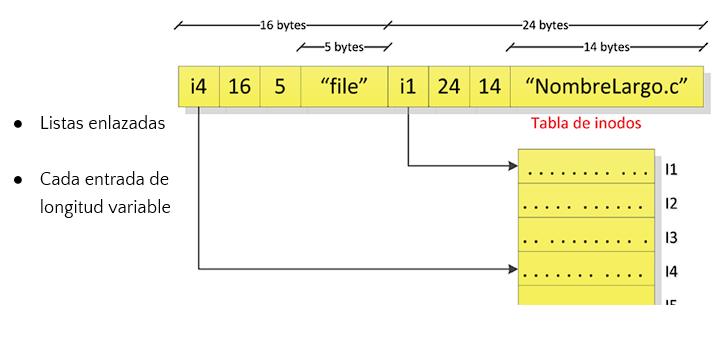 16 bytes
24 bytes
5 bytes
14 bytes
i4 16 5 “file” i1 24 14 “NombreLargo.c”
● Listas enlazadas
Tabla de inodos
● Cada entrada de
longitud variable
. . . . . . . . . . . I1
. . . . . . . . . . . I2
. . . . . . . . . . . I3
. . . . . . . . . . . I4